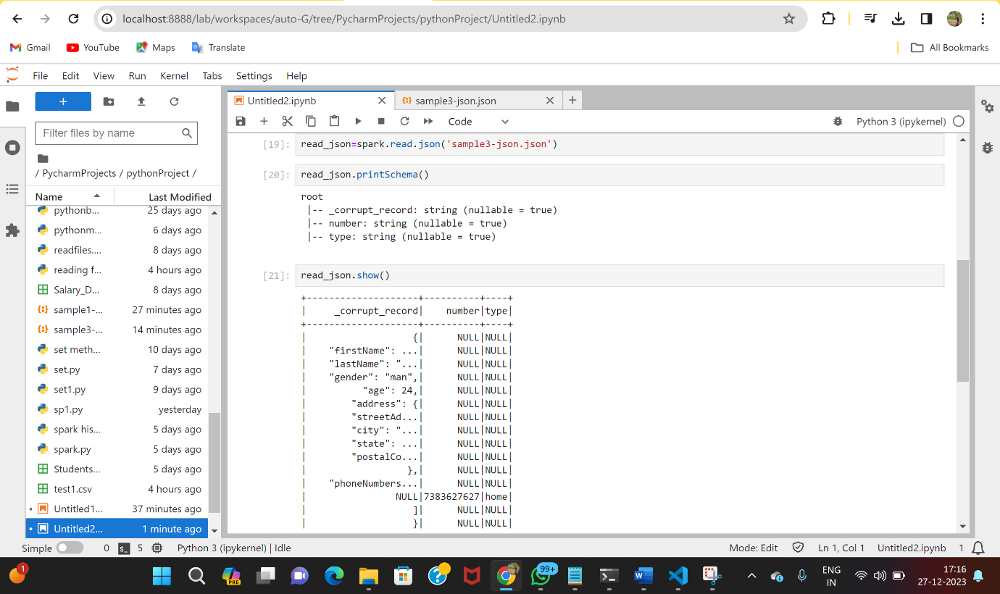 localhost:8888/lab/workspaces/auto-G/tree/PycharmProjects/pythonProject/Untitled2.ipynb
Gmail YouTube Maps Translate All Bookmarks
File Edit View Run Kernel Tabs Settings Help
Untitled2.ipynb sample3-json.json
Code Python 3 (ipykernel)
Filter files by name
/ PycharmProjects / pythonProject /
Name Last Modified
pythonb... 25 days ago
pythonm... 6 days ago
readfiles.... 8 days ago
reading f... 4 hours ago
Salary_D... 8 days ago
sample1-... 27 minutes ago
sample3-... 14 minutes ago
set meth... 10 days ago
set.py 7 days ago
set1.py 9 days ago
sp1.py yesterday
spark his... 5 days ago
spark.py 5 days ago
Students... 5 days ago
test1.csv 4 hours ago
Untitled1... 37 minutes ago
Untitled2... 1 minute ago
[19]: read_json=spark.read.json('sample3-json.json')
[20]: read_json.printSchema()
root
 |-- _corrupt_record: string (nullable = true)
 |-- number: string (nullable = true)
 |-- type: string (nullable = true)
[21]: read_json.show()
+--------------------+----------+----+
|     _corrupt_record|    number|type|
+--------------------+----------+----+
|                   {|      NULL|NULL|
|    "firstName": ...|      NULL|NULL|
|    "lastName": "...|      NULL|NULL|
|    "gender": "man",|      NULL|NULL|
|          "age": 24,|      NULL|NULL|
|        "address": {|      NULL|NULL|
|        "streetAd...|      NULL|NULL|
|        "city": "...|      NULL|NULL|
|        "state": ...|      NULL|NULL|
|        "postalCo...|      NULL|NULL|
|                  },|      NULL|NULL|
|    "phoneNumbers...|      NULL|NULL|
|                NULL|7383627627|home|
|                   ]|      NULL|NULL|
|                   }|      NULL|NULL|
Simple 0 $_ 5 Python 3 (ipykernel) | Idle Mode: Edit Ln 1, Col 1 Untitled2.ipynb 1
1 PRE 99+ W ENG 17:16
IN 27-12-2023